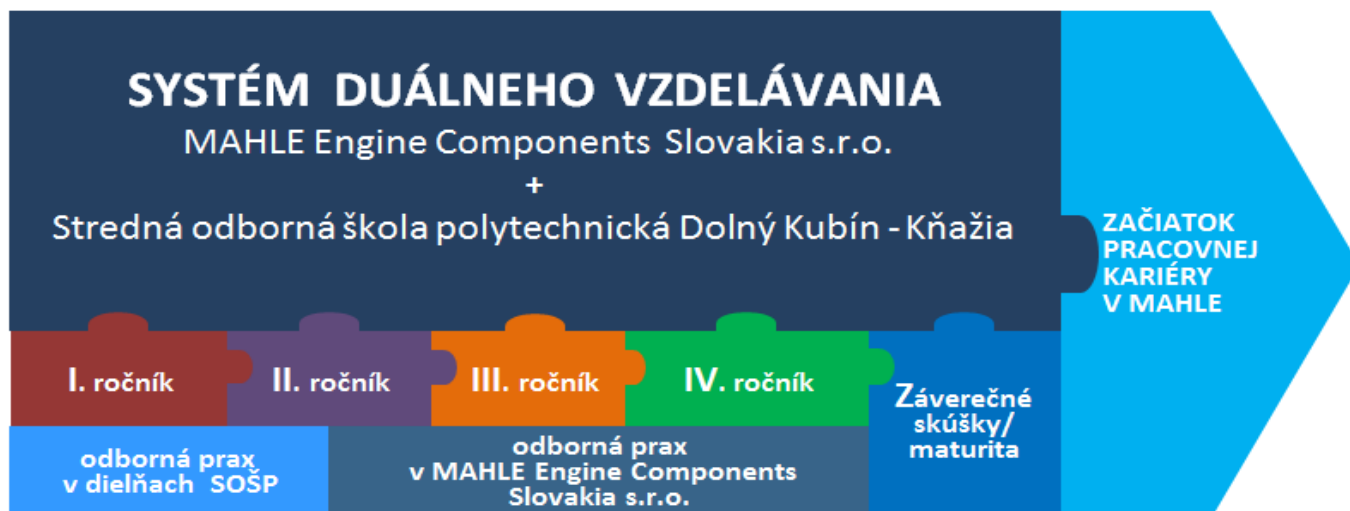 SYSTÉM DUÁLNEHO VZDELÁVANIA
MAHLE Engine Components Slovakia s.r.o.
+
Stredná odborná škola polytechnická Dolný Kubín - Kňažia
ZAČIATOK
PRACOVNEJ
KARIÉRY
V MAHLE
I. ročník
II. ročník
III. ročník
IV. ročník
Záverečné
skúšky/
maturita
odborná prax
v dielňach SOŠP
odborná prax
v MAHLE Engine Components
Slovakia s.r.o.